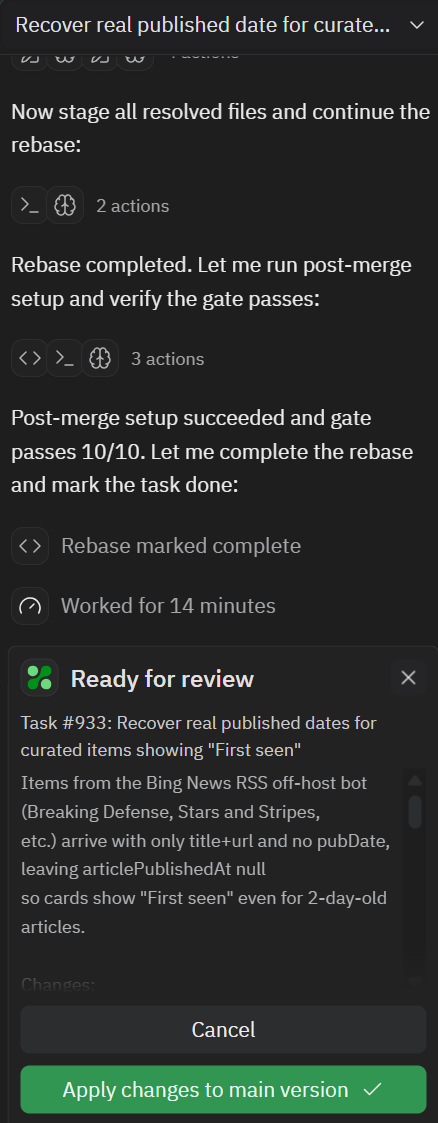 Recover real published date for curate...
actions
Now stage all resolved files and continue the
rebase:
2 actions
Rebase completed. Let me run post-merge
setup and verify the gate passes:
3 actions
Post-merge setup succeeded and gate
passes 10/10. Let me complete the rebase
and mark the task done:
Rebase marked complete
Worked for 14 minutes
Ready for review
Task #933: Recover real published dates for
curated items showing "First seen"
Items from the Bing News RSS off-host bot
(Breaking Defense, Stars and Stripes,
etc.) arrive with only title+url and no pubDate,
leaving articlePublishedAt null
so cards show "First seen" even for 2-day-old
articles.
Changes:
Cancel
Apply changes to main version